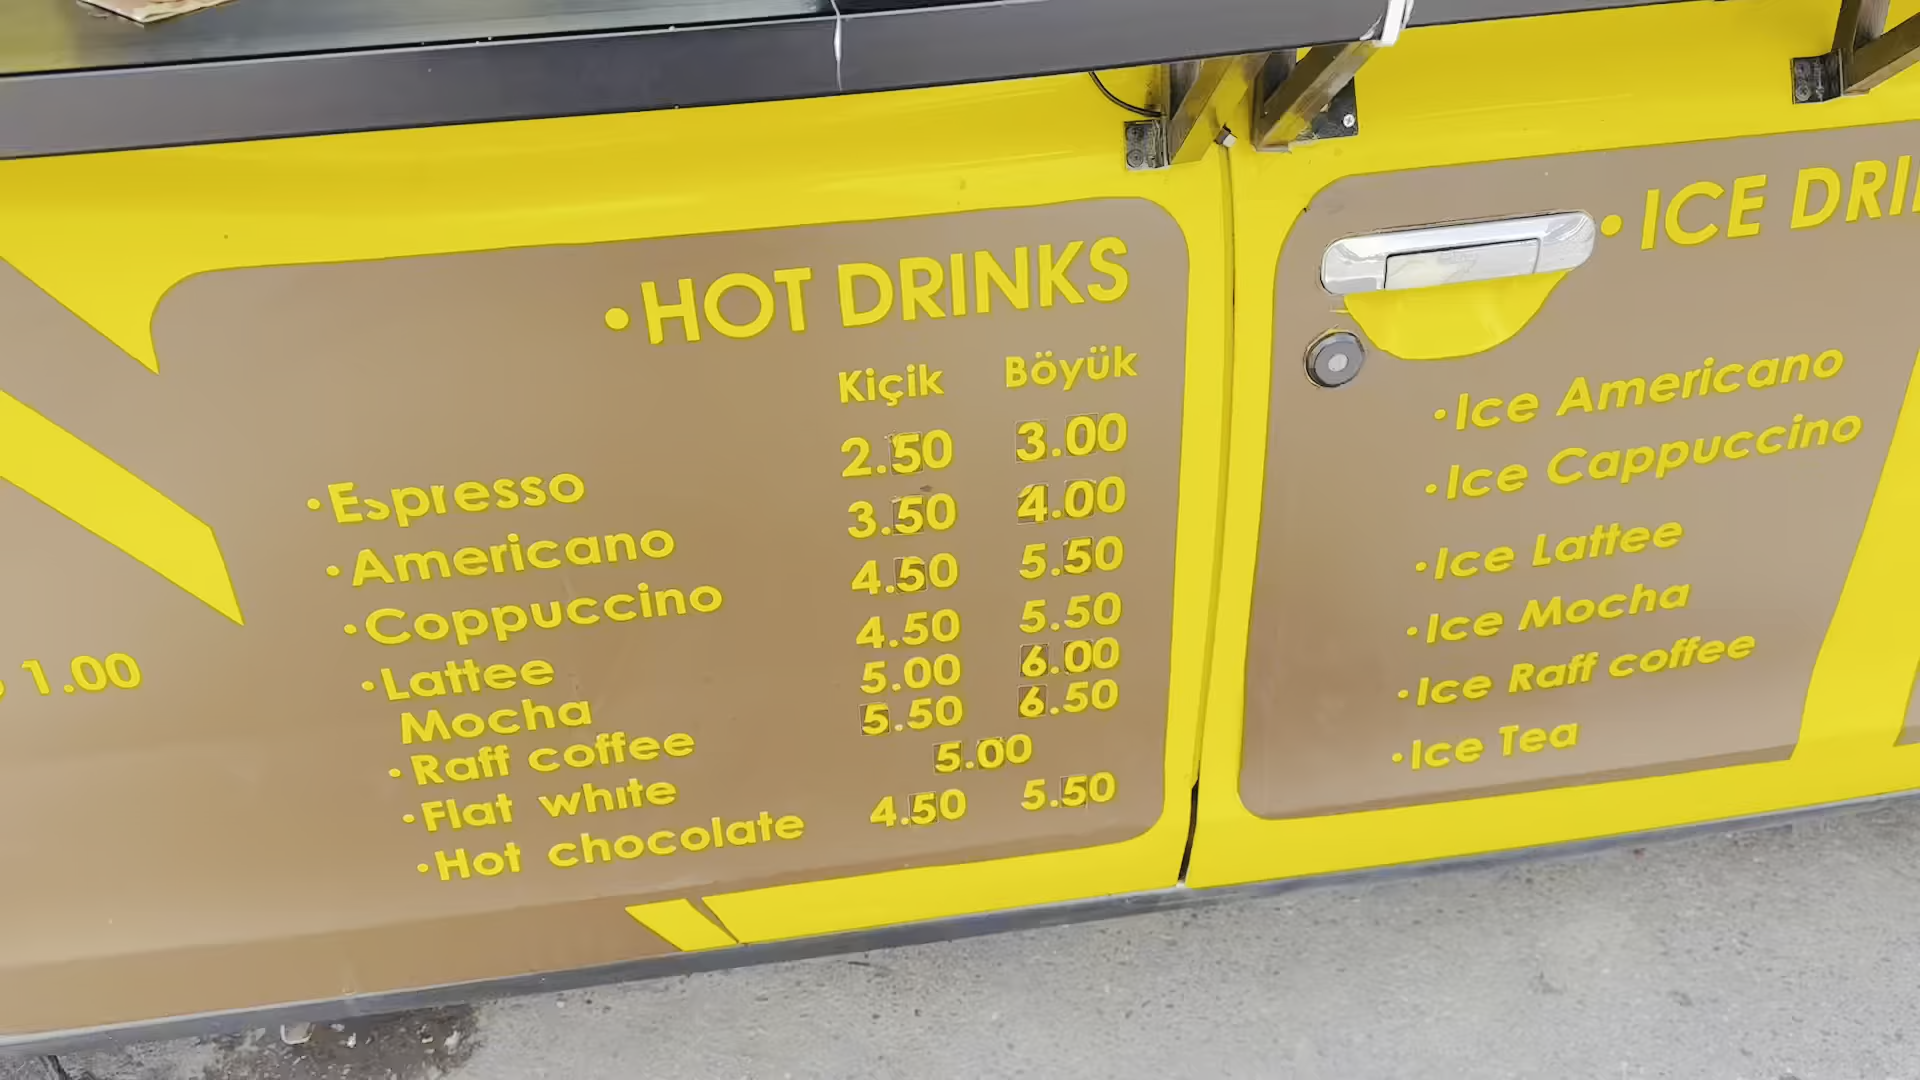 •HOT DRINKS
Kiçik Böyük
•Espresso 2.50 3.00
•Americano 3.50 4.00
•Coppuccino 4.50 5.50
•Lattee 4.50 5.50
Mocha 5.00 6.00
•Raff coffee 5.50 6.50
•Flat white 5.00
•Hot chocolate 4.50 5.50
1.00
•ICE
•Ice Americano
•Ice Cappuccino
•Ice Lattee
•Ice Mocha
•Ice Raff coffee
•Ice Tea